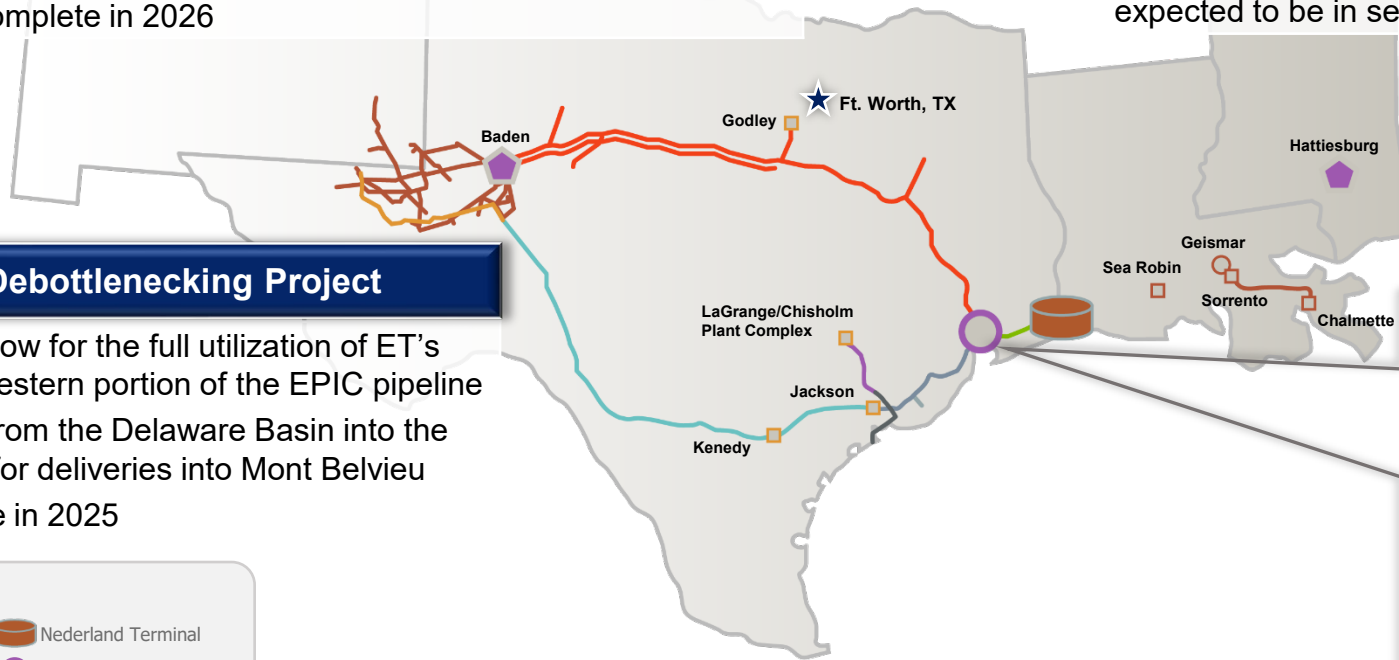 omplete in 2026
expected to be in se
Ft. Worth, TX
Godley
Baden
Hattiesburg
Geismar
Sea Robin
Sorrento
Chalmette
Debottlenecking Project
LaGrange/Chisholm
Plant Complex
ow for the full utilization of ET’s
estern portion of the EPIC pipeline
Jackson
rom the Delaware Basin into the
Kenedy
or deliveries into Mont Belvieu
e in 2025
Nederland Terminal